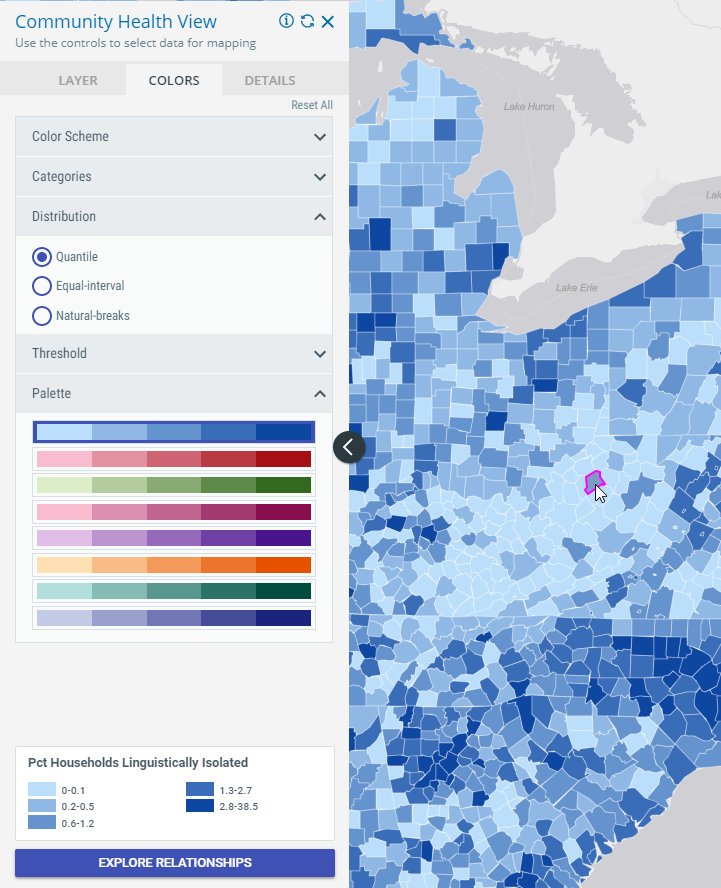 Community Health View
Use the controls to select data for mapping
LAYER
COLORS
DETAILS
Reset All
Color Scheme
Categories
Distribution
Quantile
Equal-interval
Natural-breaks
Threshold
Palette
Pct Households Linguistically Isolated
0-0.1
0.2-0.5
0.6-1.2
1.3-2.7
2.8-38.5
EXPLORE RELATIONSHIPS
Lake Huron
Lak
Lake Erie